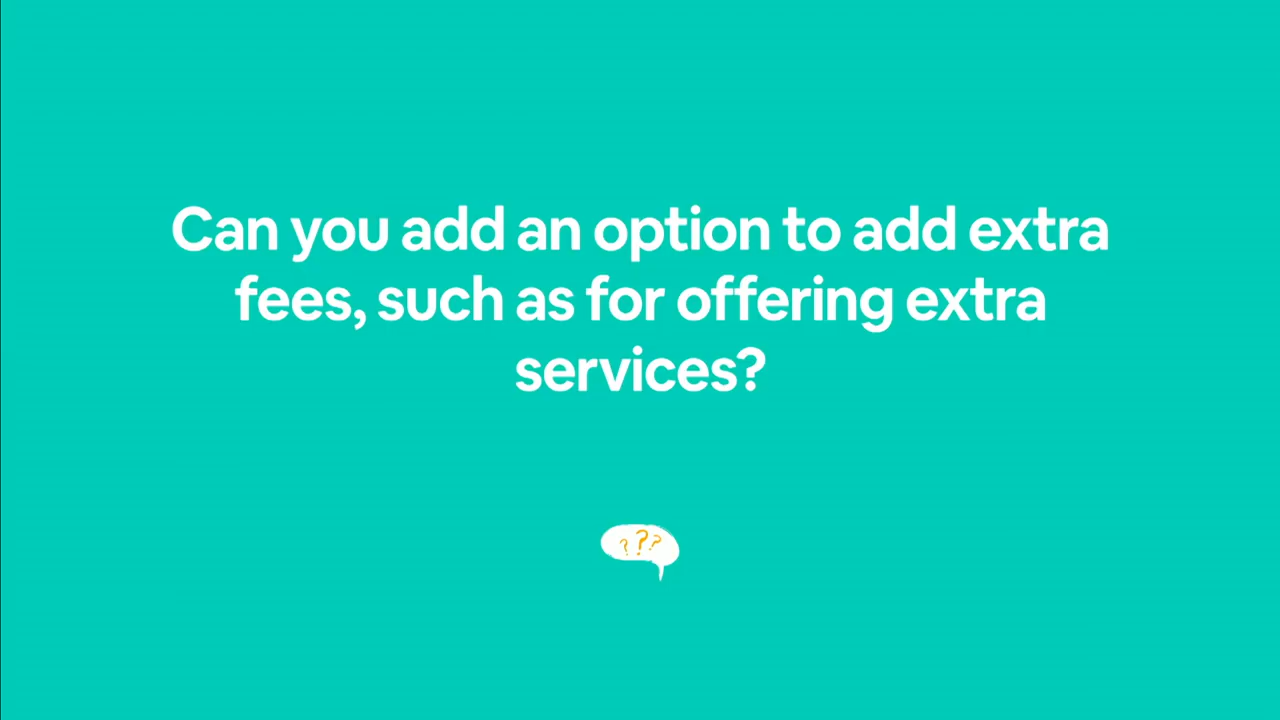 Can you add an option to add extra
fees, such as for offering extra
services?
???